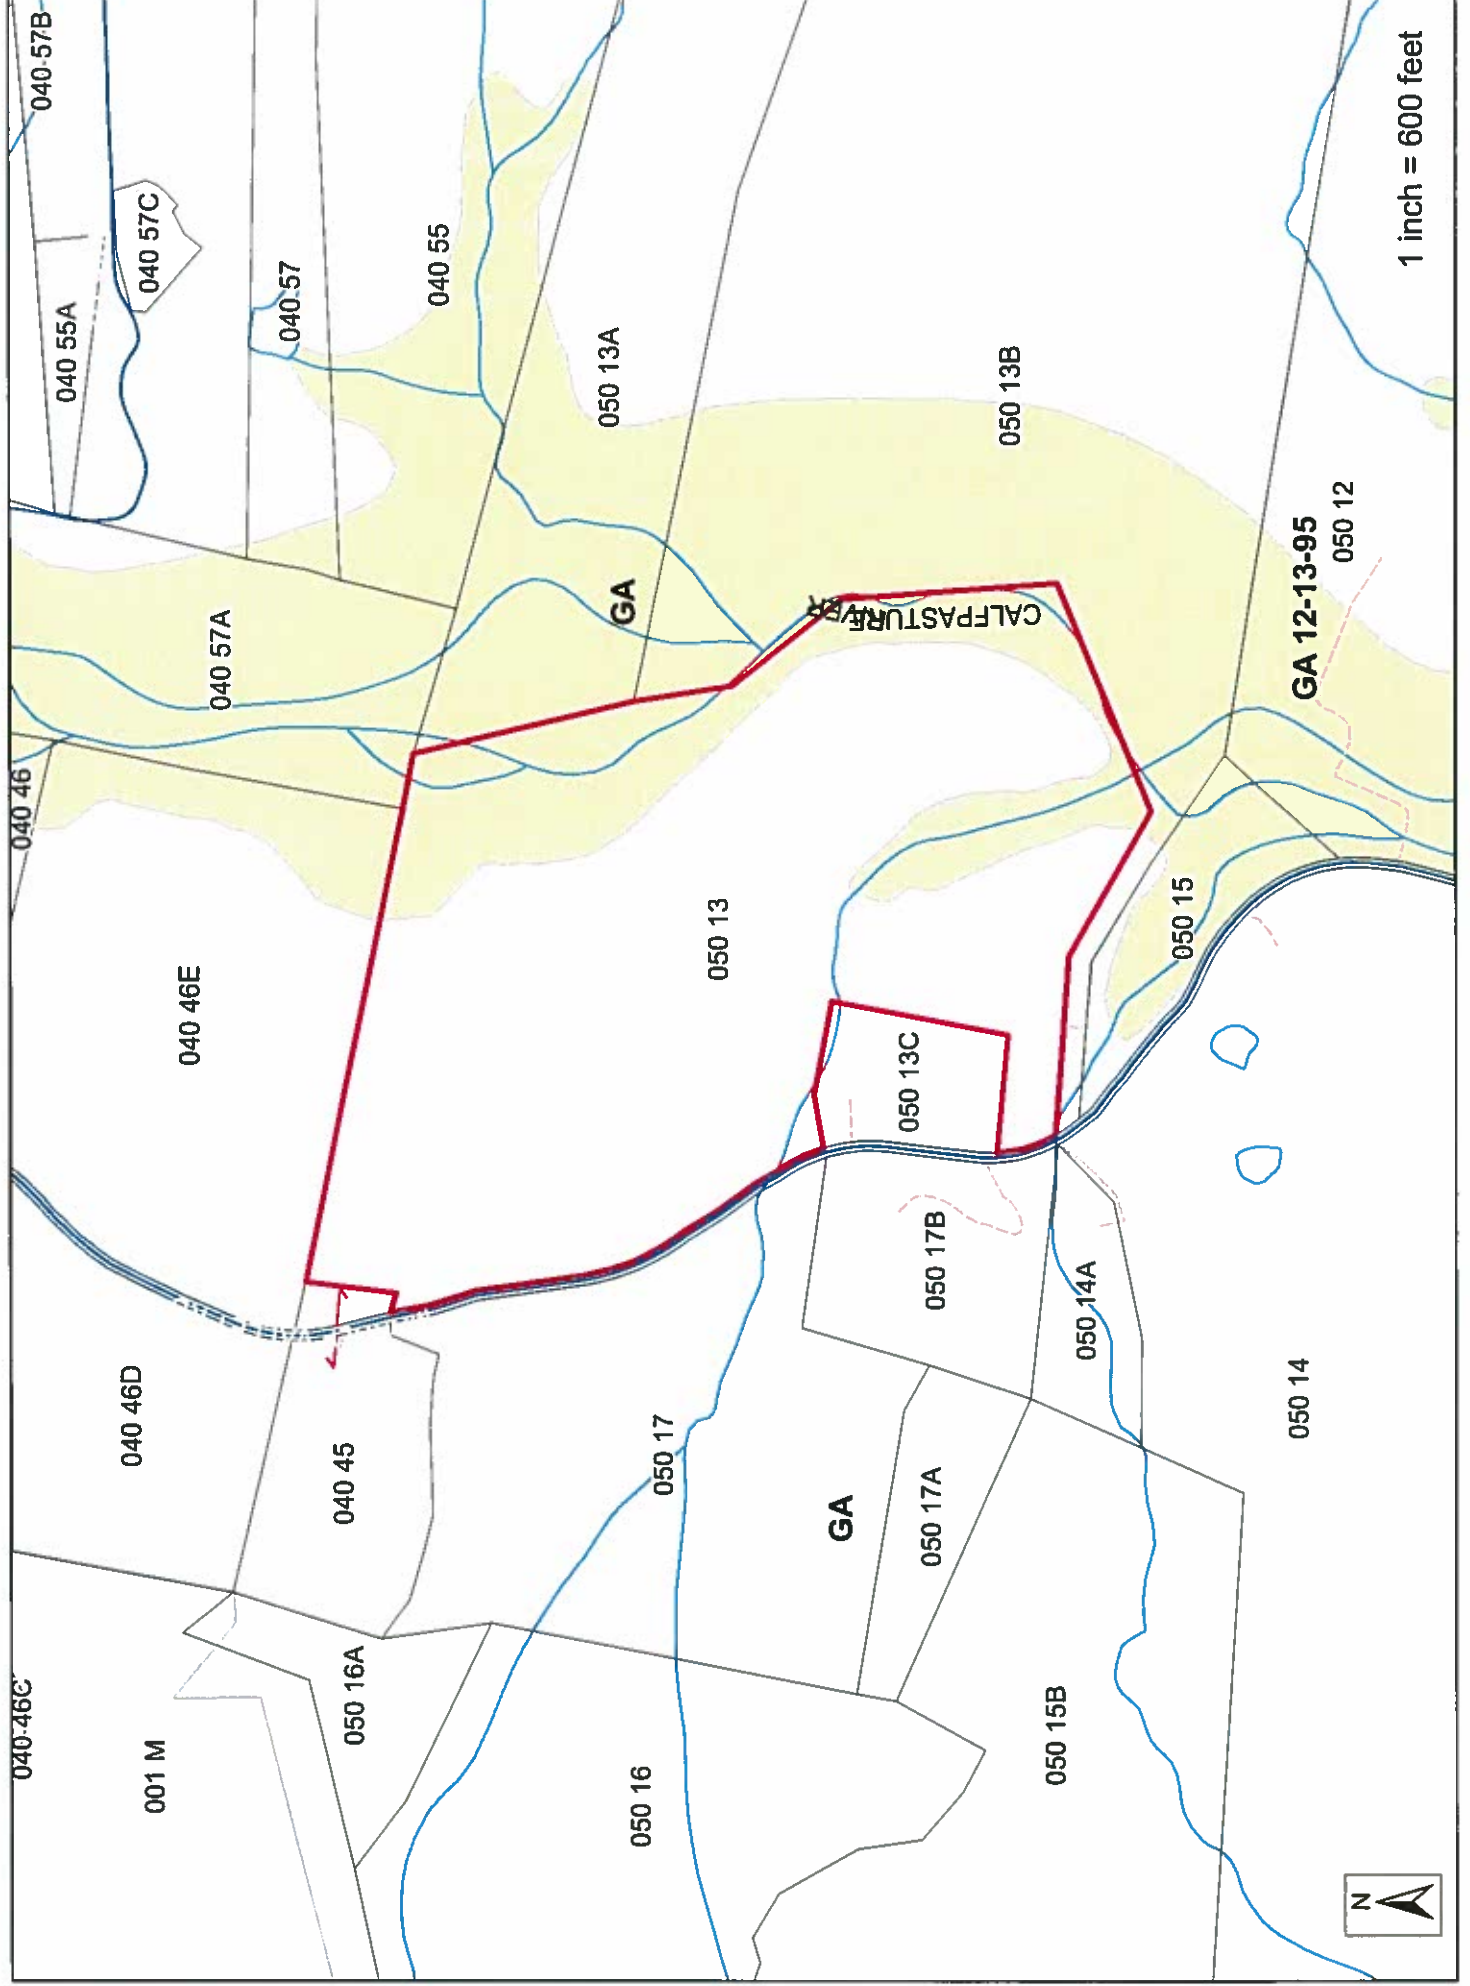 040 46C
001 M
050 16A
050 16
040 46D
040 45
050 17
GA
050 17A
050 15B
050 17B
050 14A
050 14
040 46E
050 13
050 13C
050 15
040 46
040 57A
GA
CALFPASTURE
RIVER
GA 12-13-95
050 12
040 57B
040 55A
040 57C
040 57
040 55
050 13A
050 13B
1 inch = 600 feet
N